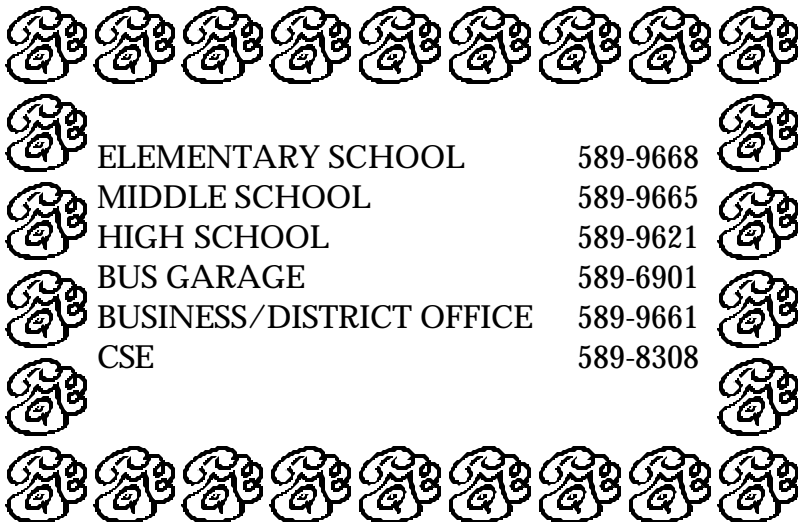 ELEMENTARY SCHOOL 589-9668
MIDDLE SCHOOL 589-9665
HIGH SCHOOL 589-9621
BUS GARAGE 589-6901
BUSINESS/DISTRICT OFFICE 589-9661
CSE 589-8308